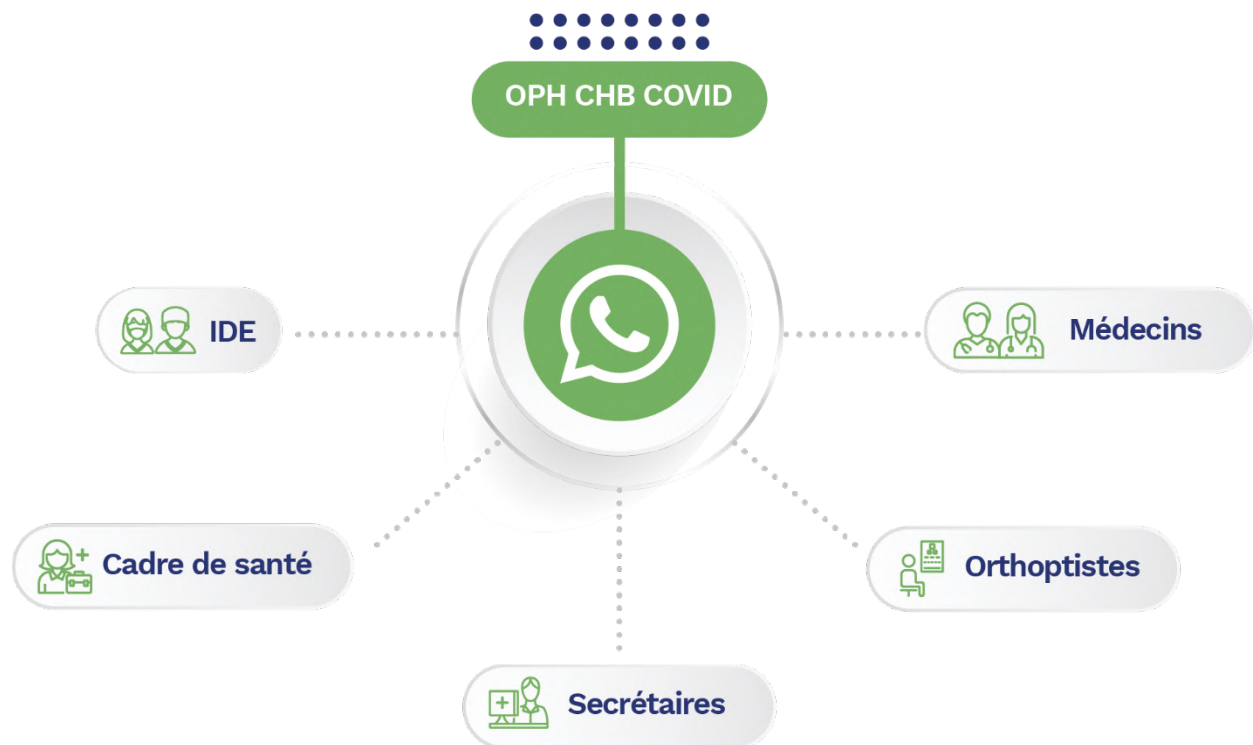 OPH CHB COVID
IDE
Médecins
Cadre de santé
Orthoptistes
Secrétaires